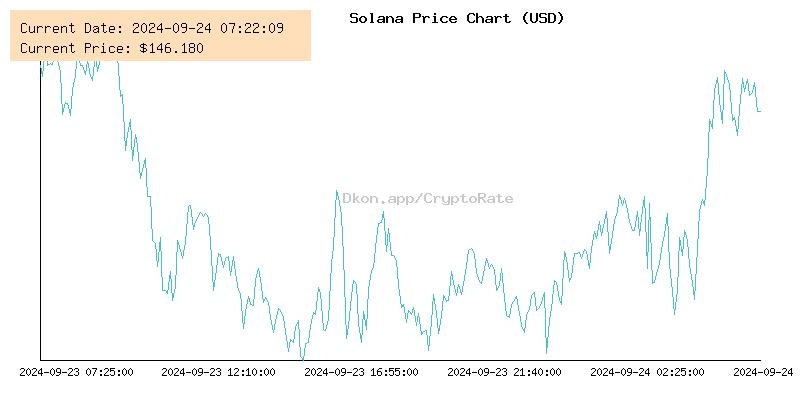 Solana Price Chart (USD)
Current Date: 2024-09-24 07:22:09
Current Price: $146.180
Dkon.app/CryptoRate
2024-09-23 07:25:00 2024-09-23 12:10:00 2024-09-23 16:55:00 2024-09-23 21:40:00 2024-09-24 02:25:00 2024-09-24